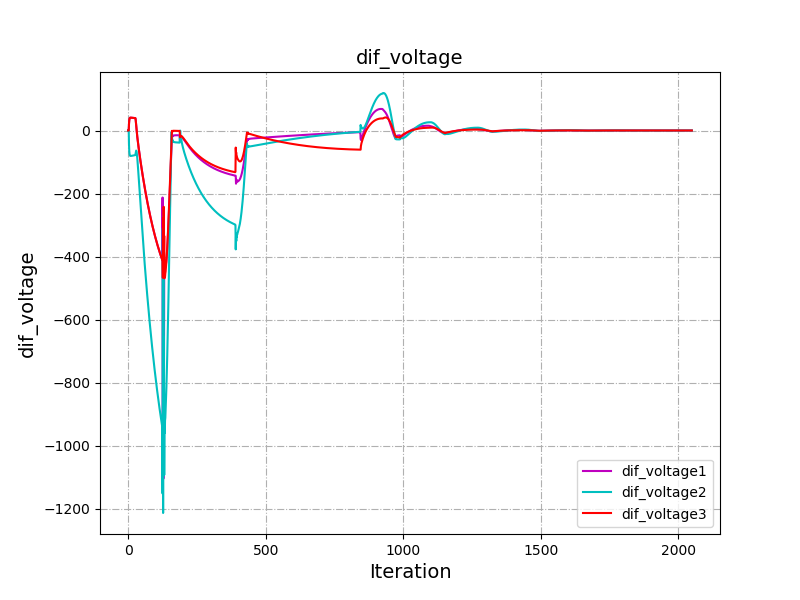 dif_voltage
dif_voltage
0
−200
−400
−600
−800
−1000
−1200
0 500 1000 1500 2000
Iteration
dif_voltage1
dif_voltage2
dif_voltage3